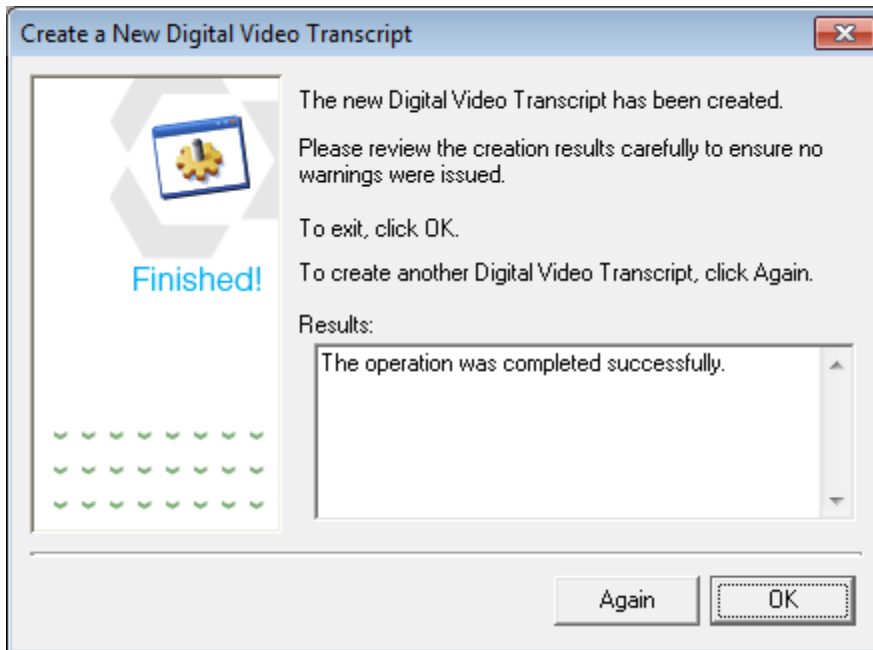 Create a New Digital Video Transcript
The new Digital Video Transcript has been created.
Please review the creation results carefully to ensure no
warnings were issued.
To exit, click OK.
Finished!
To create another Digital Video Transcript, click Again.
Results:
The operation was completed successfully.
Again
OK